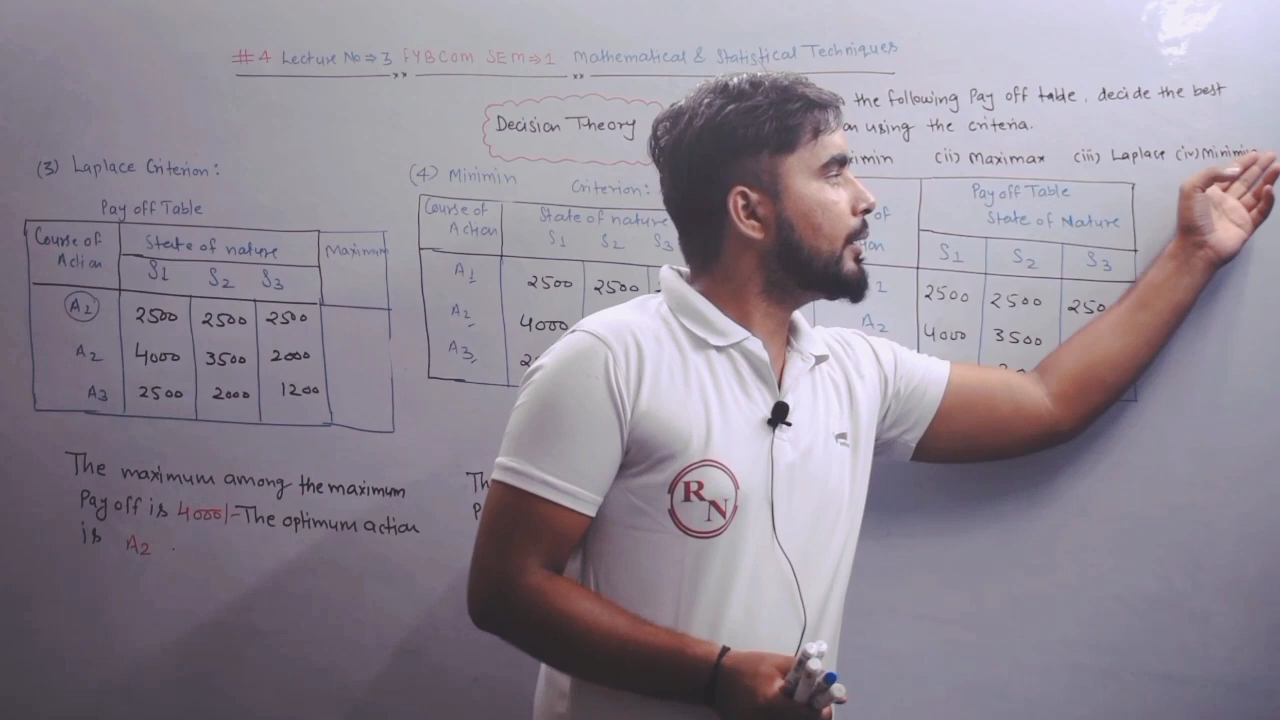 #4 Lecture No ⇒ 3 FYBCOM SEM ⇒ 1 Mathematical & Statistical Techniques
Decision Theory
the following Pay off table, decide the best
using the criteria.
(ii) Maximax (iii) Laplace (iv) Minimin
(3) Laplace Criterion:
Pay off Table
Course of Action
State of nature
Maximum
S1 S2 S3
A1 2500 2500 2500
A2 4000 3500 2000
A3 2500 2000 1200
The maximum among the maximum
Pay off is 4000/- The optimum action
is A2.
(4) Minimin Criterion:
Course of Action
State of nature
S1 S2 S3
A1 2500 2500
A2 4000
A3
Pay off Table
State of Nature
of
S1 S2 S3
2500 2500 250
A2 4000 3500
RN